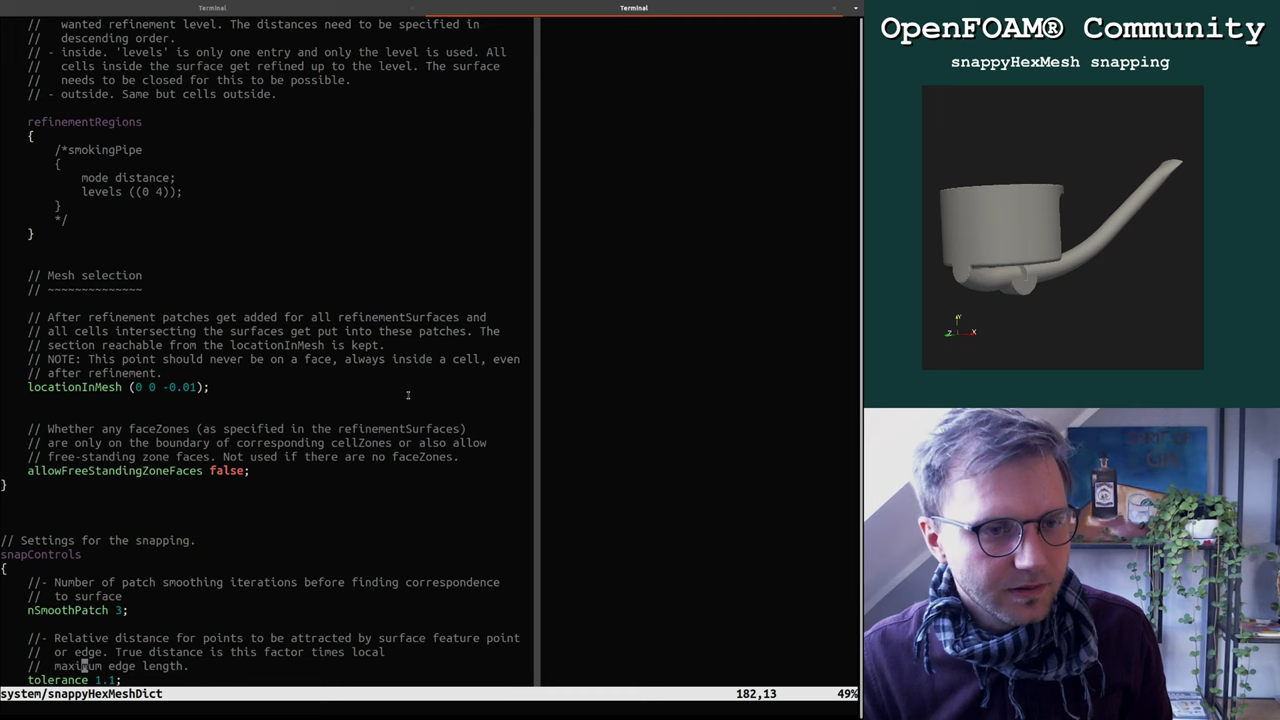 Terminal
Terminal
//   wanted refinement level. The distances need to be specified in
//   descending order.
// - inside. 'levels' is only one entry and only the level is used. All
//   cells inside the surface get refined up to the level. The surface
//   needs to be closed for this to be possible.
// - outside. Same but cells outside.
refinementRegions
{
/*smokingPipe
{
mode distance;
levels ((0 4));
}
*/
}
// Mesh selection
// ~~~~~~~~~~~~~~
// After refinement patches get added for all refinementSurfaces and
// all cells intersecting the surfaces get put into these patches. The
// section reachable from the locationInMesh is kept.
// NOTE: This point should never be on a face, always inside a cell, even
// after refinement.
locationInMesh (0 0 -0.01);
// Whether any faceZones (as specified in the refinementSurfaces)
// are only on the boundary of corresponding cellZones or also allow
// free-standing zone faces. Not used if there are no faceZones.
allowFreeStandingZoneFaces false;
}
// Settings for the snapping.
snapControls
{
//- Number of patch smoothing iterations before finding correspondence
//  to surface
nSmoothPatch 3;
//- Relative distance for points to be attracted by surface feature point
//  or edge. True distance is this factor times local
//  maximum edge length.
tolerance 1.1;
system/snappyHexMeshDict 182,13 49%
OpenFOAM® Community
snappyHexMesh snapping
Y
Z X
SPIRIT OF
GIN